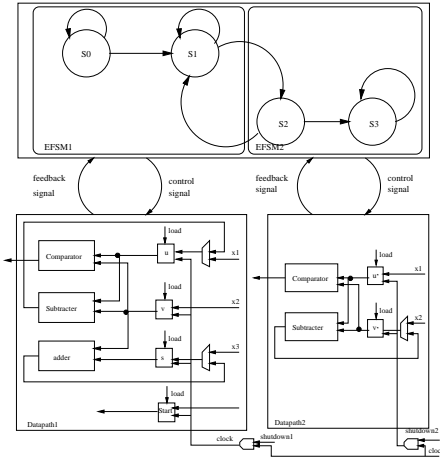 S0
S1
S2
S3
EFSM1
EFSM2
feedback
signal
control
signal
feedback
signal
control
signal
load
u
x1
Comparator
load
v
x2
Subtracter
load
s
x3
adder
load
Start
Datapath1
load
u'
x1
Comparator
load
v'
x2
Subtracter
Datapath2
clock
shutdown1
shutdown2
cloc